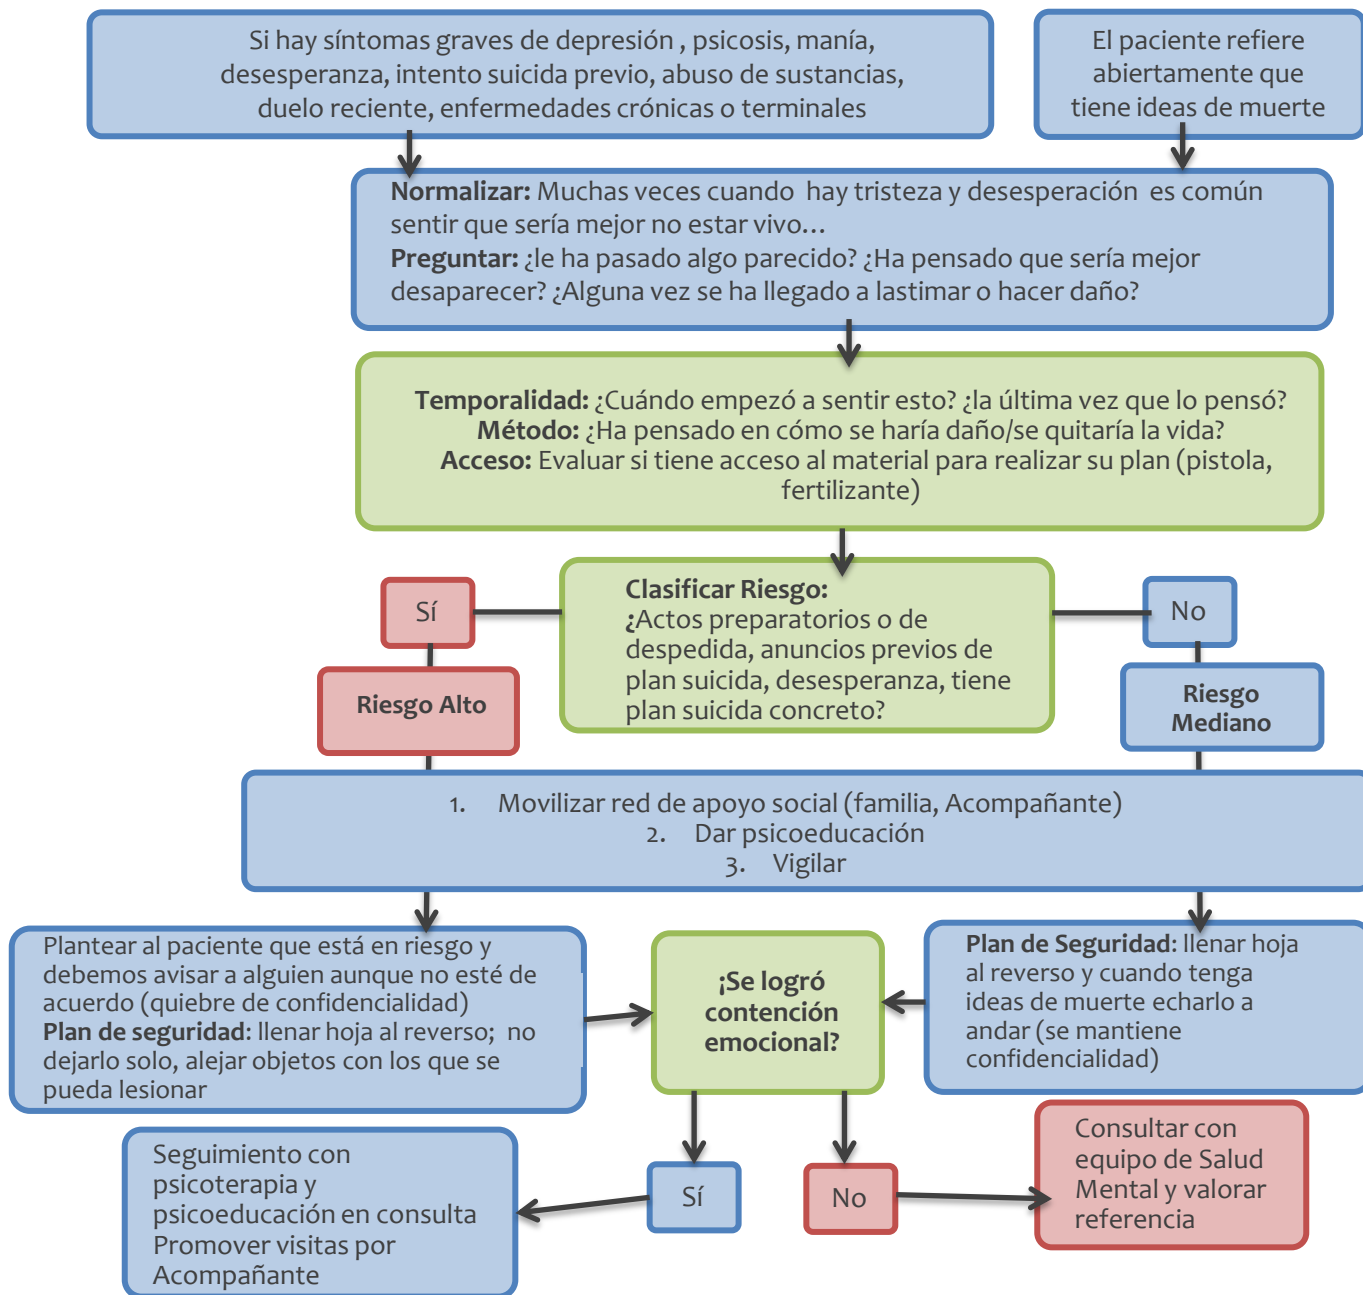 Si hay síntomas graves de depresión , psicosis, manía,
desesperanza, intento suicida previo, abuso de sustancias,
duelo reciente, enfermedades crónicas o terminales
El paciente refiere
abiertamente que
tiene ideas de muerte
Normalizar: Muchas veces cuando hay tristeza y desesperación es común
sentir que sería mejor no estar vivo…
Preguntar: ¿le ha pasado algo parecido? ¿Ha pensado que sería mejor
desaparecer? ¿Alguna vez se ha llegado a lastimar o hacer daño?
Temporalidad: ¿Cuándo empezó a sentir esto? ¿la última vez que lo pensó?
Método: ¿Ha pensado en cómo se haría daño/se quitaría la vida?
Acceso: Evaluar si tiene acceso al material para realizar su plan (pistola,
fertilizante)
Clasificar Riesgo:
¿Actos preparatorios o de
despedida, anuncios previos de
plan suicida, desesperanza, tiene
plan suicida concreto?
Sí
No
Riesgo Alto
Riesgo
Mediano
1. Movilizar red de apoyo social (familia, Acompañante)
2. Dar psicoeducación
3. Vigilar
Plantear al paciente que está en riesgo y
debemos avisar a alguien aunque no esté de
acuerdo (quiebre de confidencialidad)
Plan de seguridad: llenar hoja al reverso; no
dejarlo solo, alejar objetos con los que se
pueda lesionar
¡Se logró
contención
emocional?
Plan de Seguridad: llenar hoja
al reverso y cuando tenga
ideas de muerte echarlo a
andar (se mantiene
confidencialidad)
Seguimiento con
psicoterapia y
psicoeducación en consulta
Promover visitas por
Acompañante
Sí
No
Consultar con
equipo de Salud
Mental y valorar
referencia